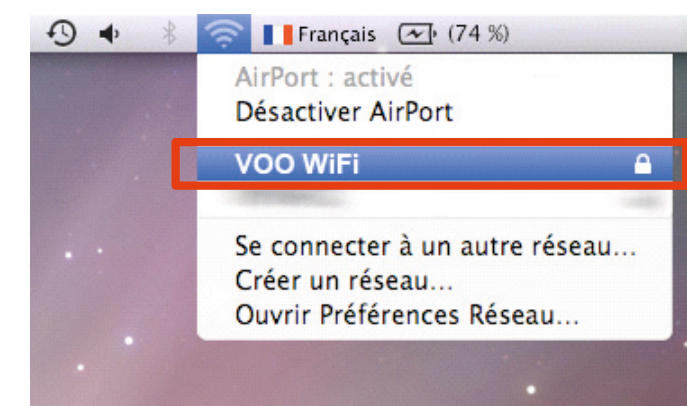 Français (74 %)
AirPort : activé
Désactiver AirPort
VOO WiFi
Se connecter à un autre réseau...
Créer un réseau...
Ouvrir Préférences Réseau...